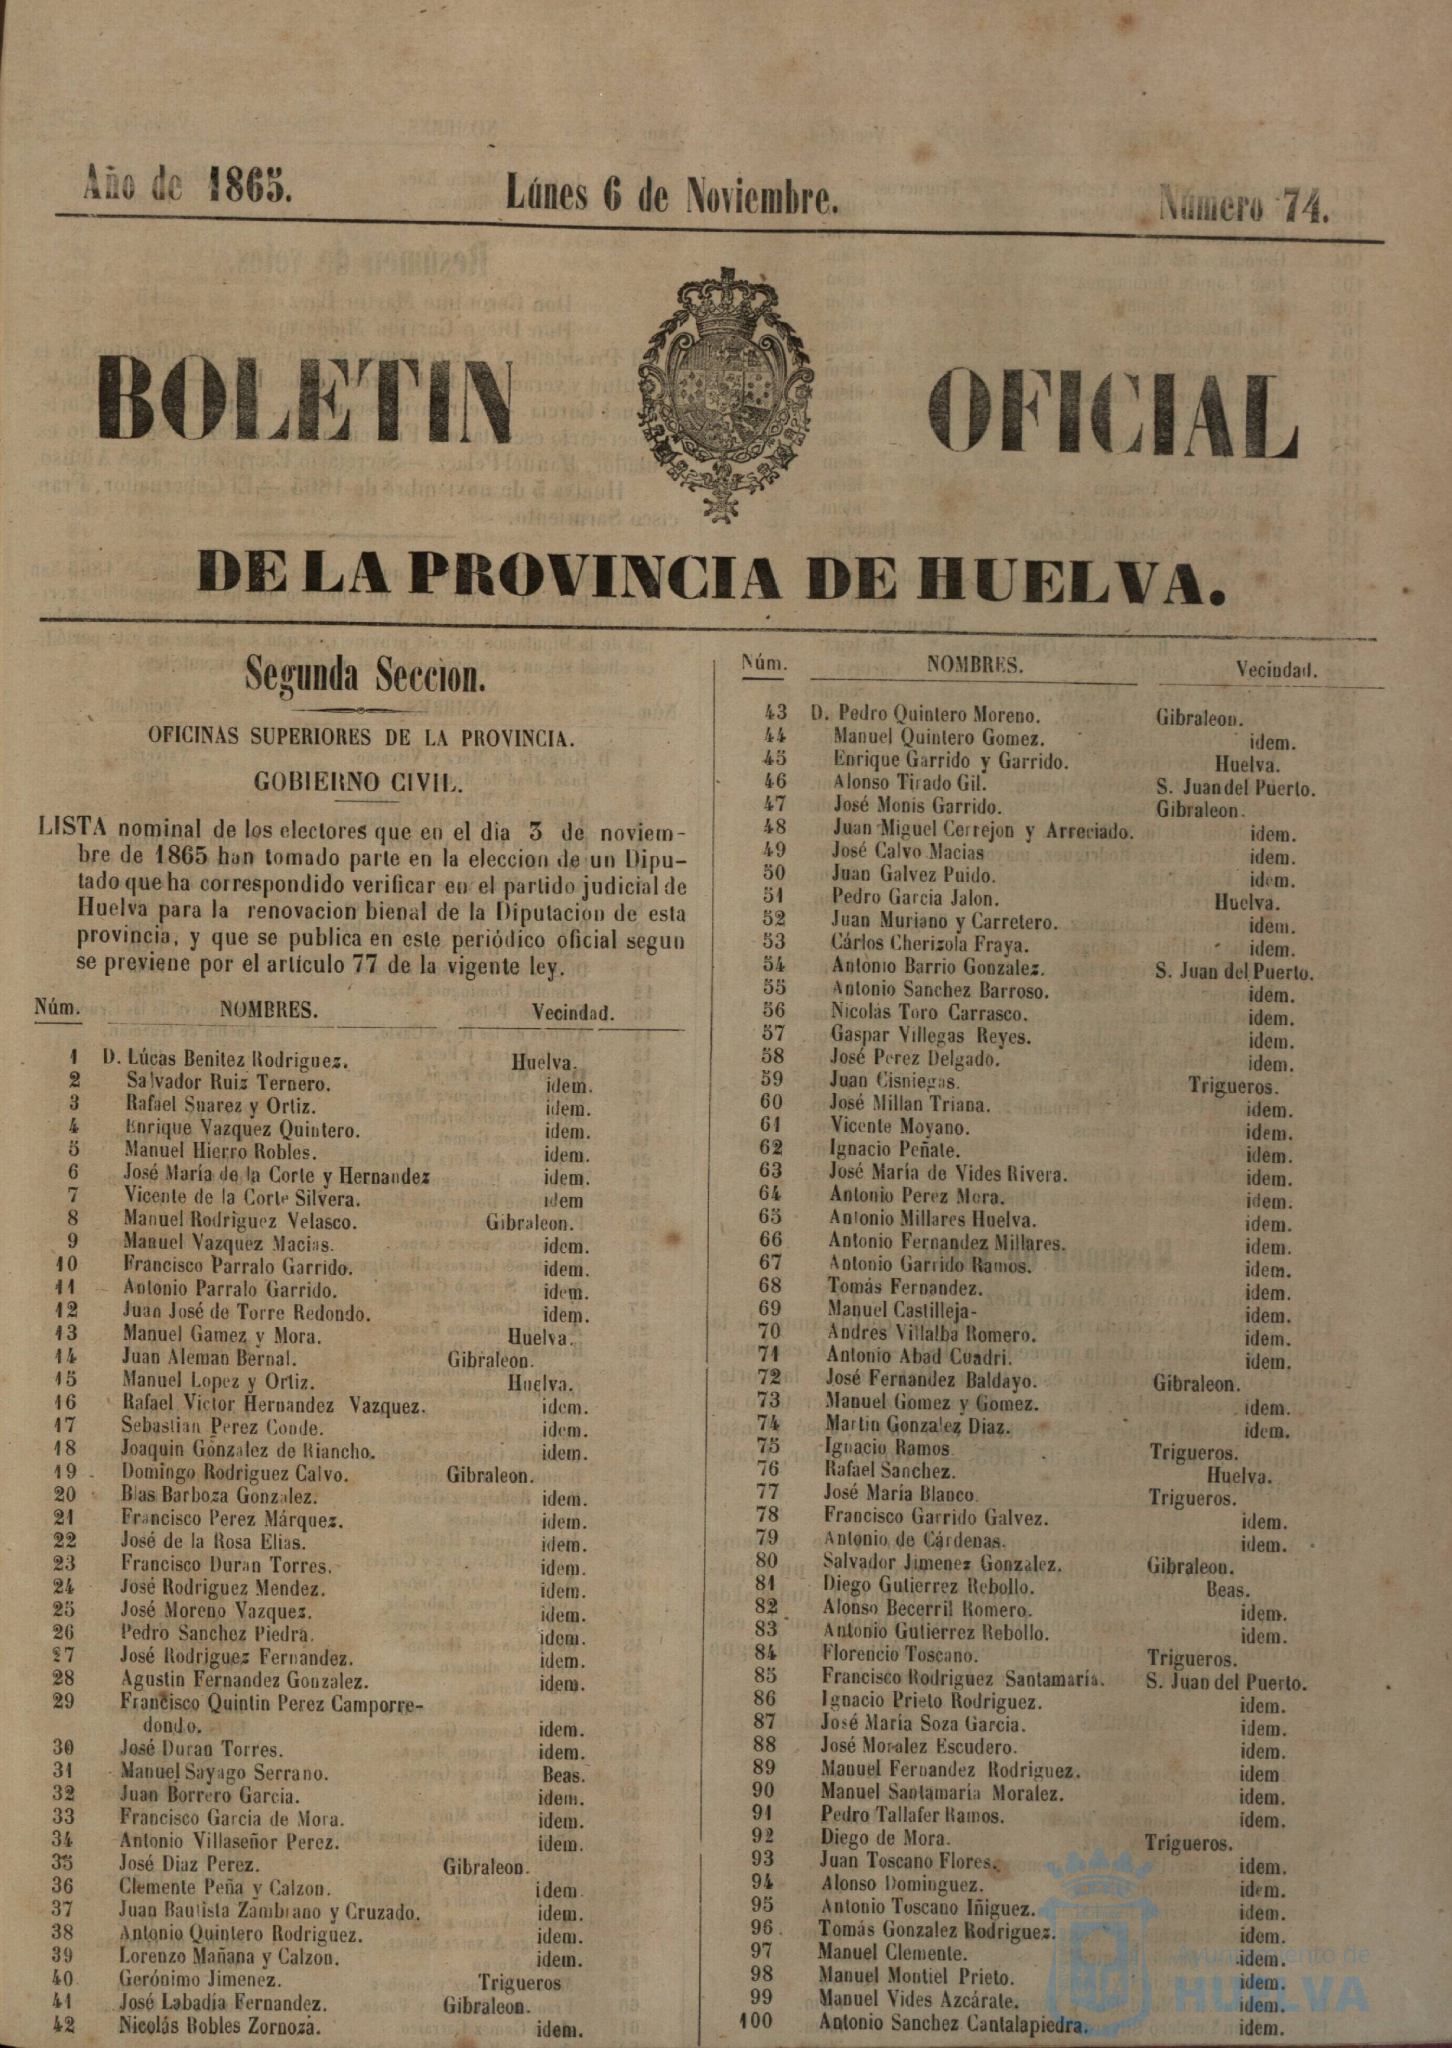 Año de 1865.
Lúnes 6 de Noviembre.
Número 74.
BOLETIN OFICIAL
DE LA PROVINCIA DE HUELVA.
Segunda Seccion.
OFICINAS SUPERIORES DE LA PROVINCIA.
GOBIERNO CIVIL.
LISTA nominal de los electores que en el dia 3 de noviem-
bre de 1865 han tomado parte en la eleccion de un Dipu-
tado que ha correspondido verificar en el partido judicial de
Huelva para la renovacion bienal de la Diputacion de esta
provincia, y que se publica en este periódico oficial segun
se previene por el artículo 77 de la vigente ley.
Núm. NOMBRES. Vecindad.
1 D. Lúcas Benitez Rodriguez. Huelva.
2 Salvador Ruiz Ternero. idem.
3 Rafael Suarez y Ortiz. idem.
4 Enrique Vazquez Quintero. idem.
5 Manuel Hierro Robles. idem.
6 José María de la Corte y Hernandez idem.
7 Vicente de la Corte Silvera. idem
8 Manuel Rodriguez Velasco. Gibraleon.
9 Manuel Vazquez Macias. idem.
10 Francisco Parralo Garrido. idem.
11 Antonio Parralo Garrido. idem.
12 Juan José de Torre Redondo. idem.
13 Manuel Gamez y Mora. Huelva.
14 Juan Aleman Bernal. Gibraleon.
15 Manuel Lopez y Ortiz. Huelva.
16 Rafael Victor Hernandez Vazquez. idem.
17 Sebastian Perez Conde. idem.
18 Joaquin Gonzalez de Riancho. idem.
19 Domingo Rodriguez Calvo. Gibraleon.
20 Blas Barboza Gonzalez. idem.
21 Francisco Perez Márquez. idem.
22 José de la Rosa Elias. idem.
23 Francisco Duran Torres. idem.
24 José Rodriguez Mendez. idem.
25 José Moreno Vazquez. idem.
26 Pedro Sanchez Piedra. idem.
27 José Rodriguez Fernandez. idem.
28 Agustin Fernandez Gonzalez. idem.
29 Francisco Quintin Perez Camporre-
dondo. idem.
30 José Duran Torres. idem.
31 Manuel Sayago Serrano. Beas.
32 Juan Borrero Garcia. idem.
33 Francisco Garcia de Mora. idem.
34 Antonio Villaseñor Perez. idem.
35 José Diaz Perez. Gibraleon.
36 Clemente Peña y Calzon. idem.
37 Juan Bautista Zambrano y Cruzado. idem.
38 Antonio Quintero Rodriguez. idem.
39 Lorenzo Mañana y Calzon. idem.
40 Gerónimo Jimenez. Trigueros
41 José Labadía Fernandez. Gibraleon.
42 Nicolás Robles Zornoza. idem.
Núm. NOMBRES. Vecindad.
43 D. Pedro Quintero Moreno. Gibraleon.
44 Manuel Quintero Gomez. idem.
45 Enrique Garrido y Garrido. Huelva.
46 Alonso Tirado Gil. S. Juan del Puerto.
47 José Monis Garrido. Gibraleon.
48 Juan Miguel Cerrejon y Arreciado. idem.
49 José Calvo Macias idem.
50 Juan Galvez Puido. idem.
51 Pedro Garcia Jalon. Huelva.
52 Juan Muriano y Carretero. idem.
53 Cárlos Cherizola Fraya. idem.
54 Antonio Barrio Gonzalez. S. Juan del Puerto.
55 Antonio Sanchez Barroso. idem.
56 Nicolás Toro Carrasco. idem.
57 Gaspar Villegas Reyes. idem.
58 José Perez Delgado. idem.
59 Juan Cisniegas. Trigueros.
60 José Millan Triana. idem.
61 Vicente Moyano. idem.
62 Ignacio Peñate. idem.
63 José María de Vides Rivera. idem.
64 Antonio Perez Mora. idem.
65 Antonio Millares Huelva. idem.
66 Antonio Fernandez Millares. idem.
67 Antonio Garrido Ramos. idem.
68 Tomás Fernandez. idem.
69 Manuel Castilleja- idem.
70 Andres Villalba Romero. idem.
71 Antonio Abad Cuadri. idem.
72 José Fernandez Baldayo. Gibraleon.
73 Manuel Gomez y Gomez. idem.
74 Martin Gonzalez Diaz. idem.
75 Ignacio Ramos Trigueros.
76 Rafael Sanchez. Huelva.
77 José María Blanco. Trigueros.
78 Francisco Garrido Galvez. idem.
79 Antonio de Cárdenas. idem.
80 Salvador Jimenez Gonzalez. Gibraleon.
81 Diego Gutierrez Rebollo. Beas.
82 Alonso Becerril Romero. idem.
83 Antonio Gutierrez Rebollo. idem.
84 Florencio Toscano. Trigueros.
85 Francisco Rodriguez Santamaría. S. Juan del Puerto.
86 Ignacio Prieto Rodriguez. idem.
87 José María Soza Garcia. idem.
88 José Moralez Escudero. idem.
89 Manuel Fernandez Rodriguez. idem
90 Manuel Santamaría Moralez. idem.
91 Pedro Tallafer Ramos. idem.
92 Diego de Mora. Trigueros.
93 Juan Toscano Flores. idem.
94 Alonso Dominguez. idem.
95 Antonio Toscano Iñiguez. idem.
96 Tomás Gonzalez Rodriguez. idem.
97 Manuel Clemente. idem.
98 Manuel Montiel Prieto. idem.
99 Manuel Vides Azcárate. idem.
100 Antonio Sanchez Cantalapiedra. idem.
Ayuntamiento de
HUELVA